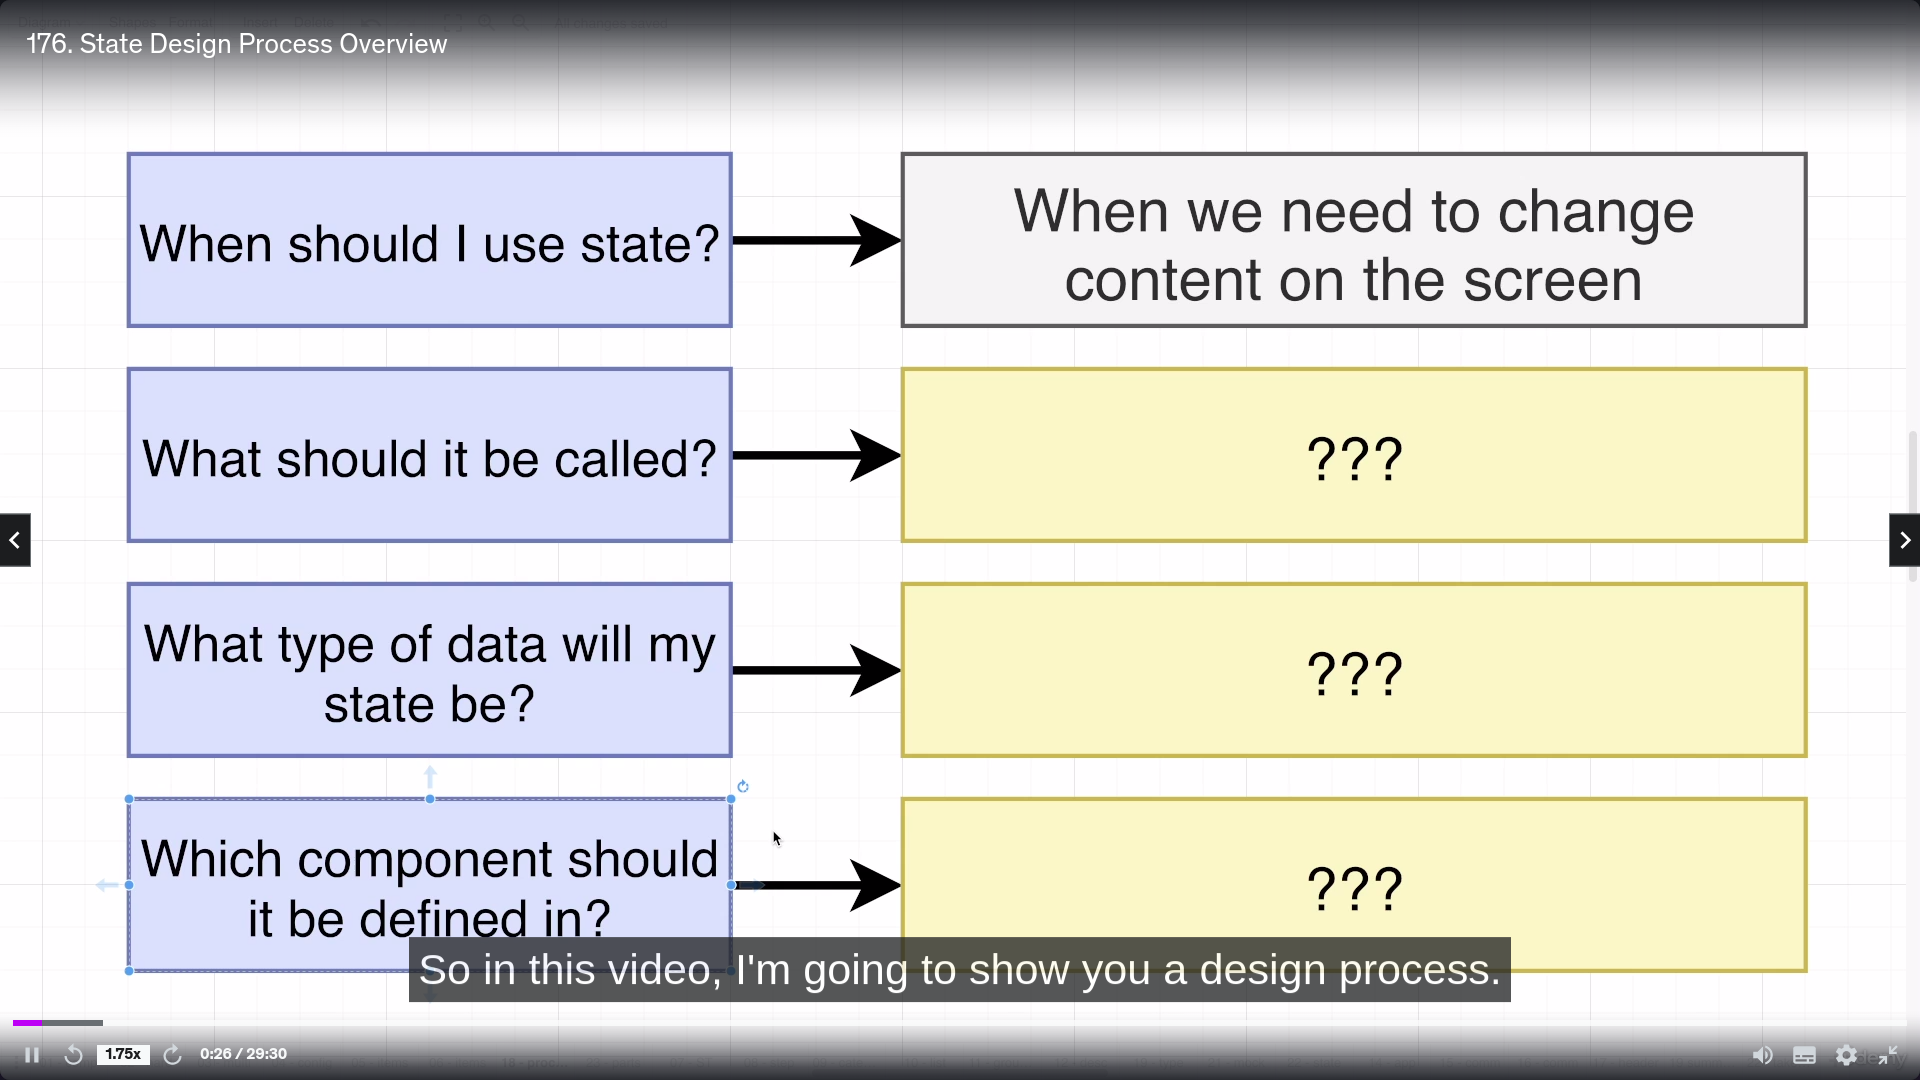 176. State Design Process Overview
When should I use state?
When we need to change
content on the screen
What should it be called?
???
What type of data will my
state be?
???
Which component should
it be defined in?
???
So in this video, I'm going to show you a design process.
1.75x
0:26 / 29:30